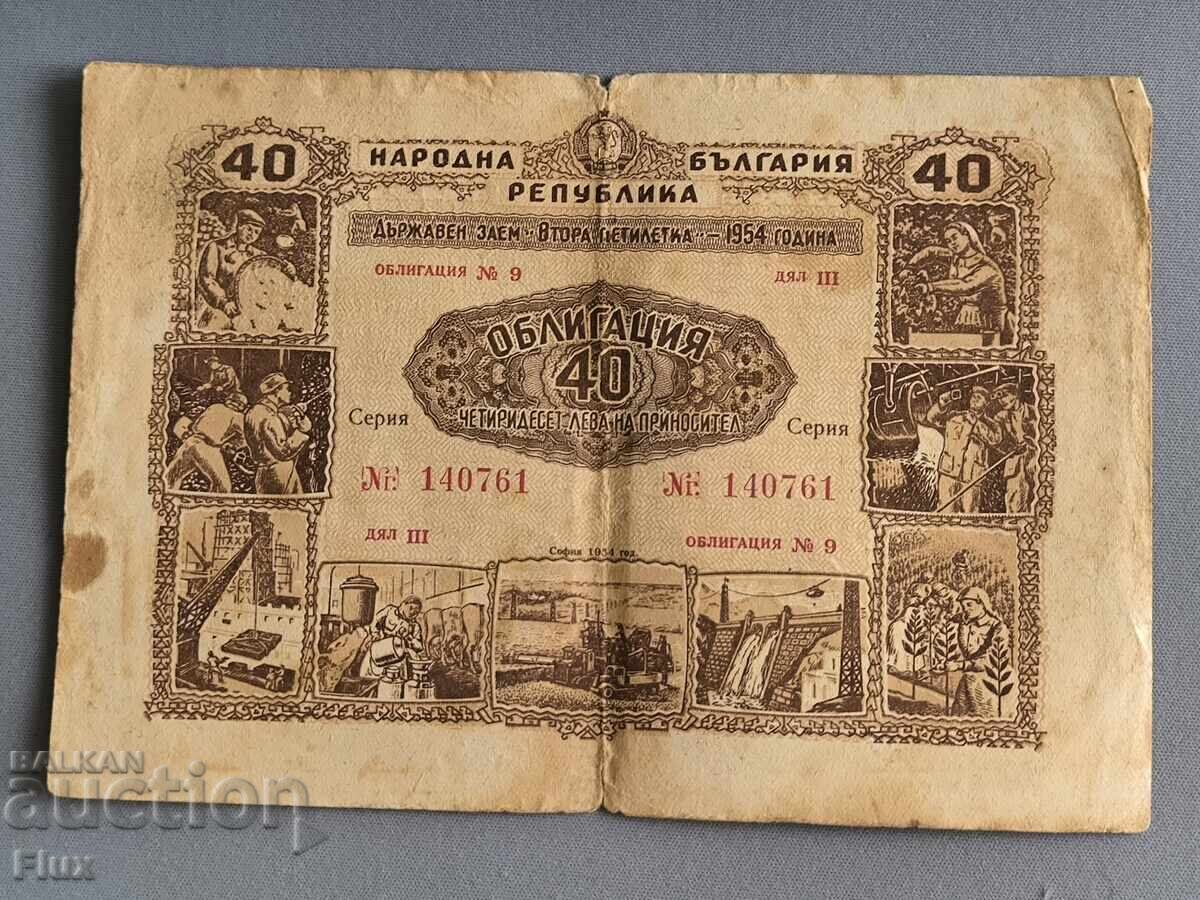 40 НАРОДНА БЪЛГАРИЯ 40
РЕПУБЛИКА
ДЪРЖАВЕН ЗАЕМ „ВТОРА ПЕТИЛЕТКА“ – 1954 ГОДИНА
ОБЛИГАЦИЯ № 9 ДЯЛ III
ОБЛИГАЦИЯ
40
ЧЕТИРИДЕСЕТ ЛЕВА НА ПРИНОСИТЕЛ
Серия Серия
№: 140761 №: 140761
ДЯЛ III ОБЛИГАЦИЯ № 9
София 1954 год.
BALKAN
auction
Flux